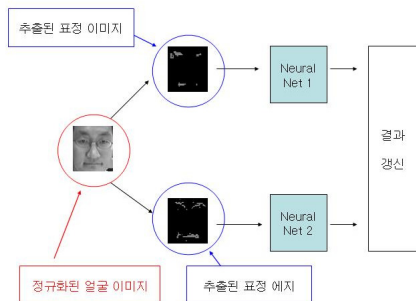 추출된 표정 이미지
Neural
Net 1
결과
갱신
Neural
Net 2
정규화된 얼굴 이미지
추출된 표정 에지